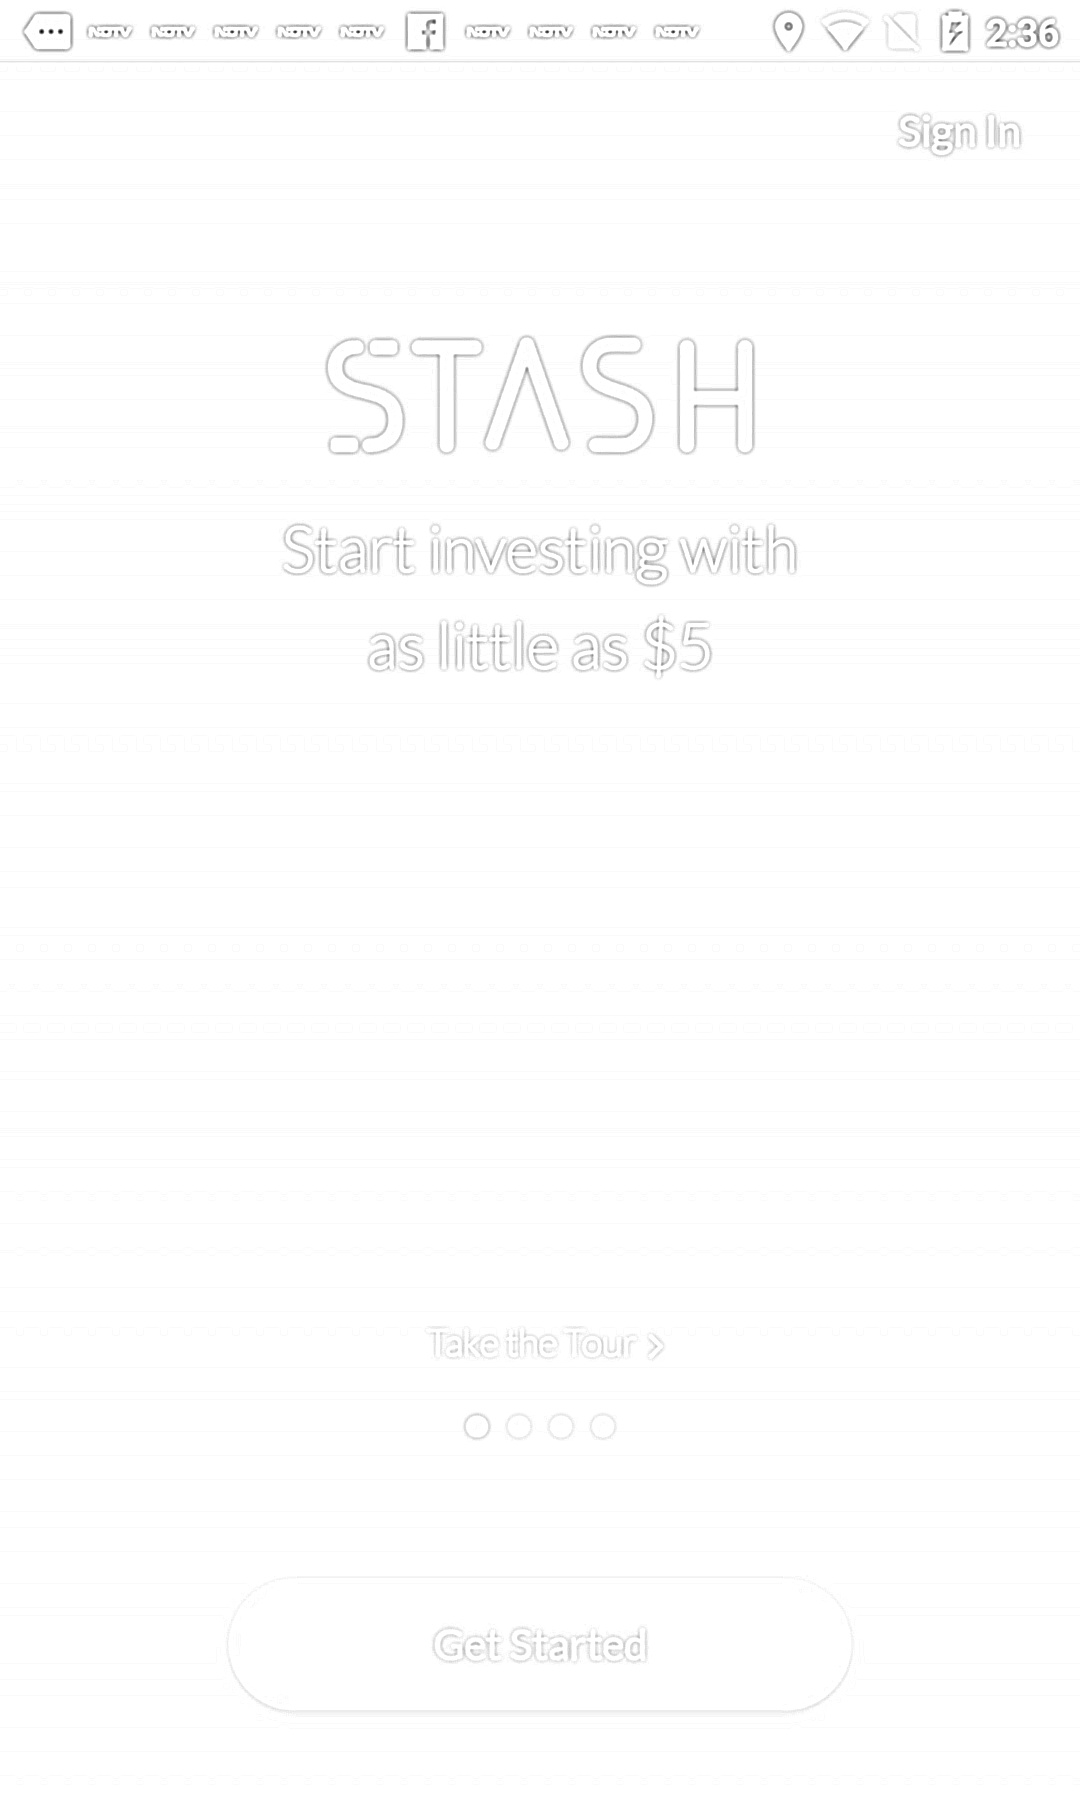 NDTV NDTV NDTV NDTV NDTV f NDTV NDTV NDTV NDTV 2:36
Sign In
STASH
Start investing with
as little as $5
Take the Tour >
Get Started